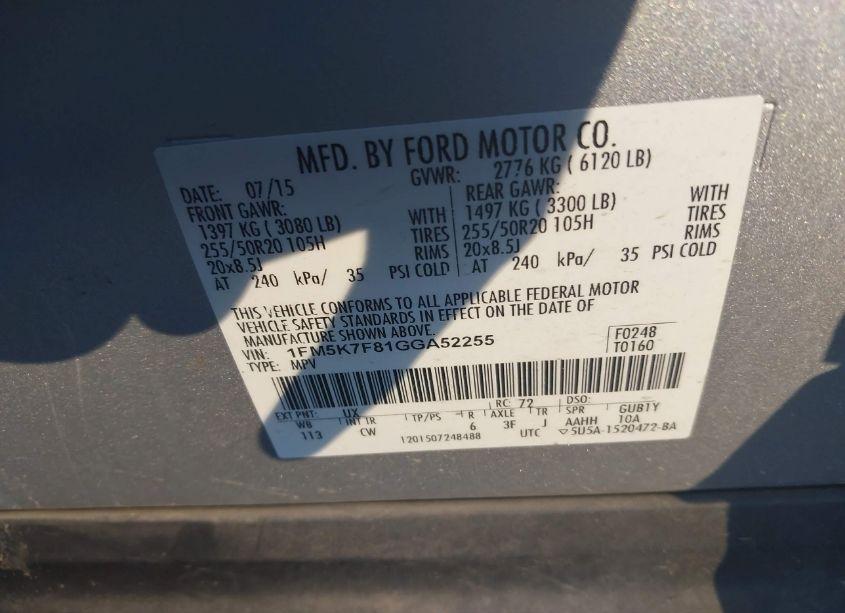 MFD. BY FORD MOTOR CO.
DATE: 07/15 GVWR: 2776 KG ( 6120 LB)
FRONT GAWR: REAR GAWR:
1397 KG ( 3080 LB) WITH 1497 KG ( 3300 LB) WITH
255/50R20 105H TIRES 255/50R20 105H TIRES
20x8.5J RIMS 20x8.5J RIMS
AT 240 kPa/ 35 PSI COLD AT 240 kPa/ 35 PSI COLD
THIS VEHICLE CONFORMS TO ALL APPLICABLE FEDERAL MOTOR
VEHICLE SAFETY STANDARDS IN EFFECT ON THE DATE OF
MANUFACTURE SHOWN ABOVE.
VIN: 1FM5K7F81GGA52255 F0248
TYPE: MPV T0160
EXT PNT: UX RC: 72 DSO:
WB INT TR TP/PS R AXLE TR SPR GUBTY
113 CW 6 3F J AAHH 10A
1201507248488 UTC 5U5A-1520472-BA